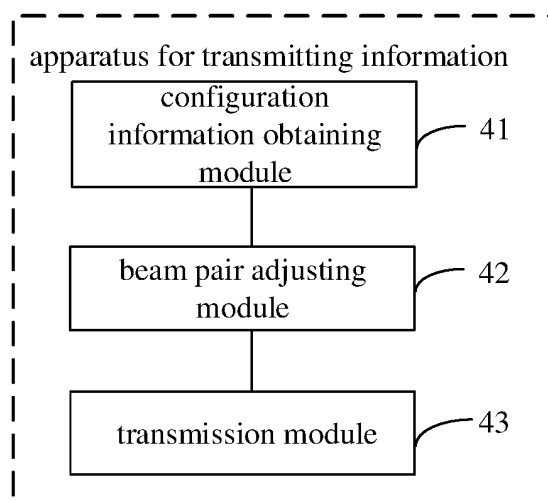 apparatus for transmitting information
configuration
information obtaining
module
41
beam pair adjusting
module
42
transmission module
43